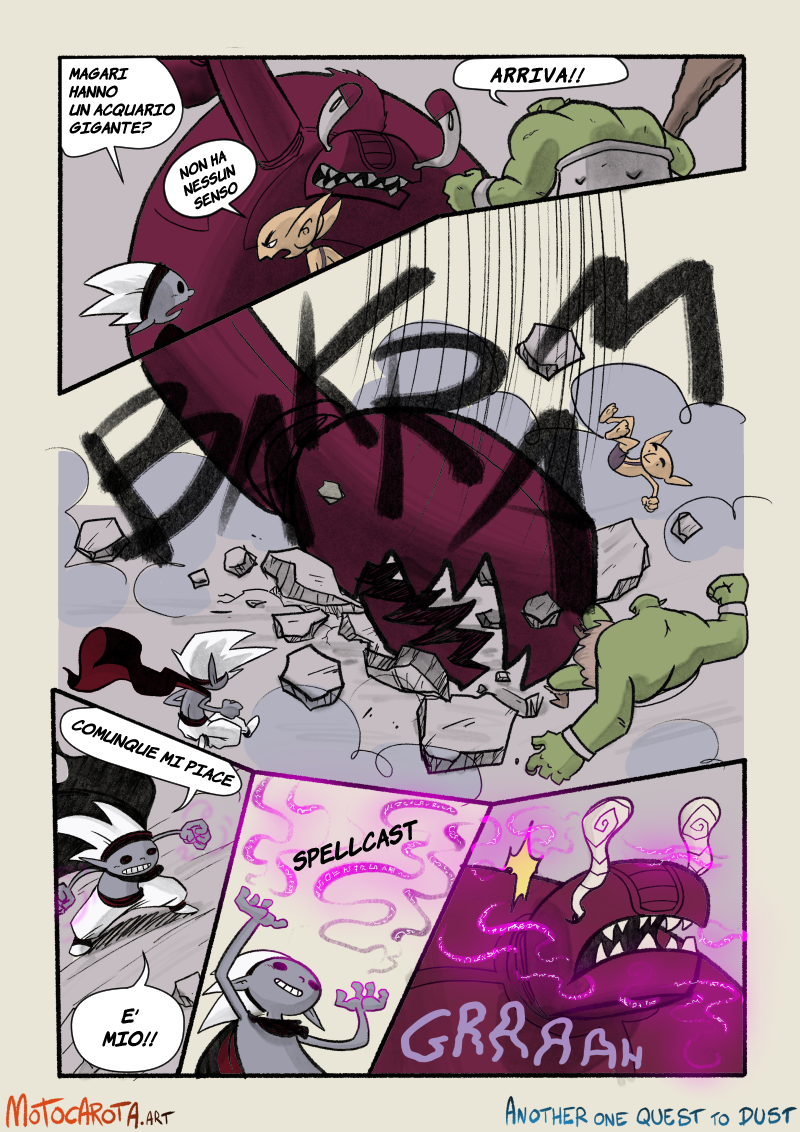 MAGARI
HANNO
UN ACQUARIO
GIGANTE?
NON HA
NESSUN
SENSO
ARRIVA!!
BAKRAM
COMUNQUE MI PIACE
E'
MIO!!
SPELLCAST
GRRRAAH
MOTOCAROTA.ART
ANOTHER ONE QUEST TO DUST